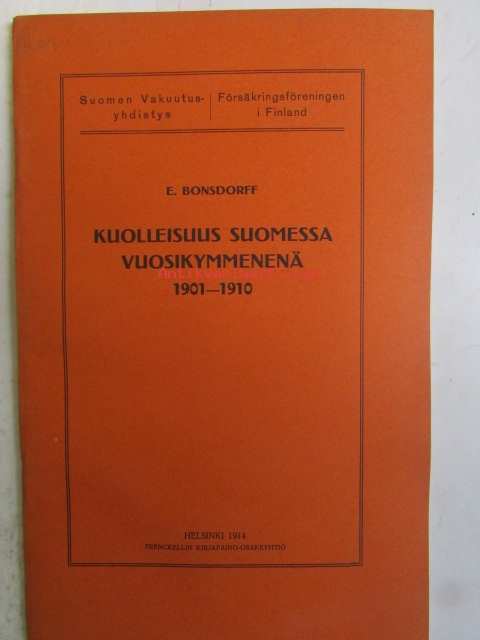 Suomen Vakuutus-
yhdistys
Försäkringsföreningen
i Finland
E. BONSDORFF
KUOLLEISUUS SUOMESSA
VUOSIKYMMENENÄ
1901—1910
HELSINKI 1914
FRENCKELLIN KIRJAPAINO-OSAKEYHTIÖ